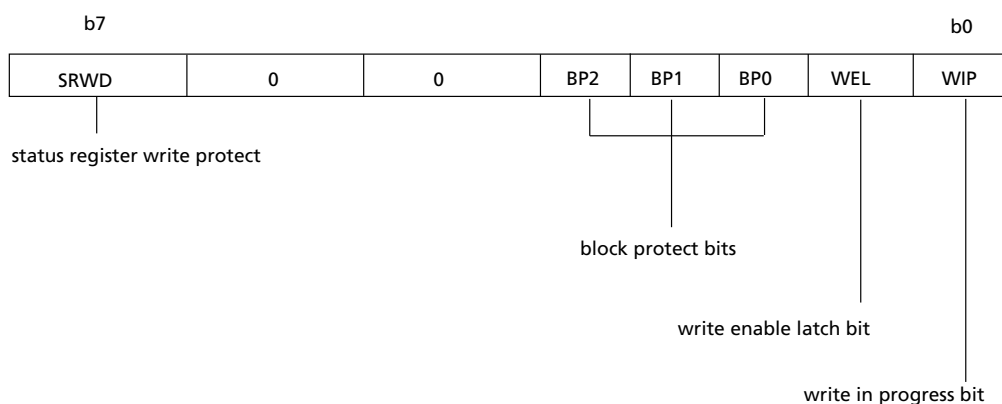 b7 b0
SRWD 0 0 BP2 BP1 BP0 WEL WIP
status register write protect
block protect bits
write enable latch bit
write in progress bit